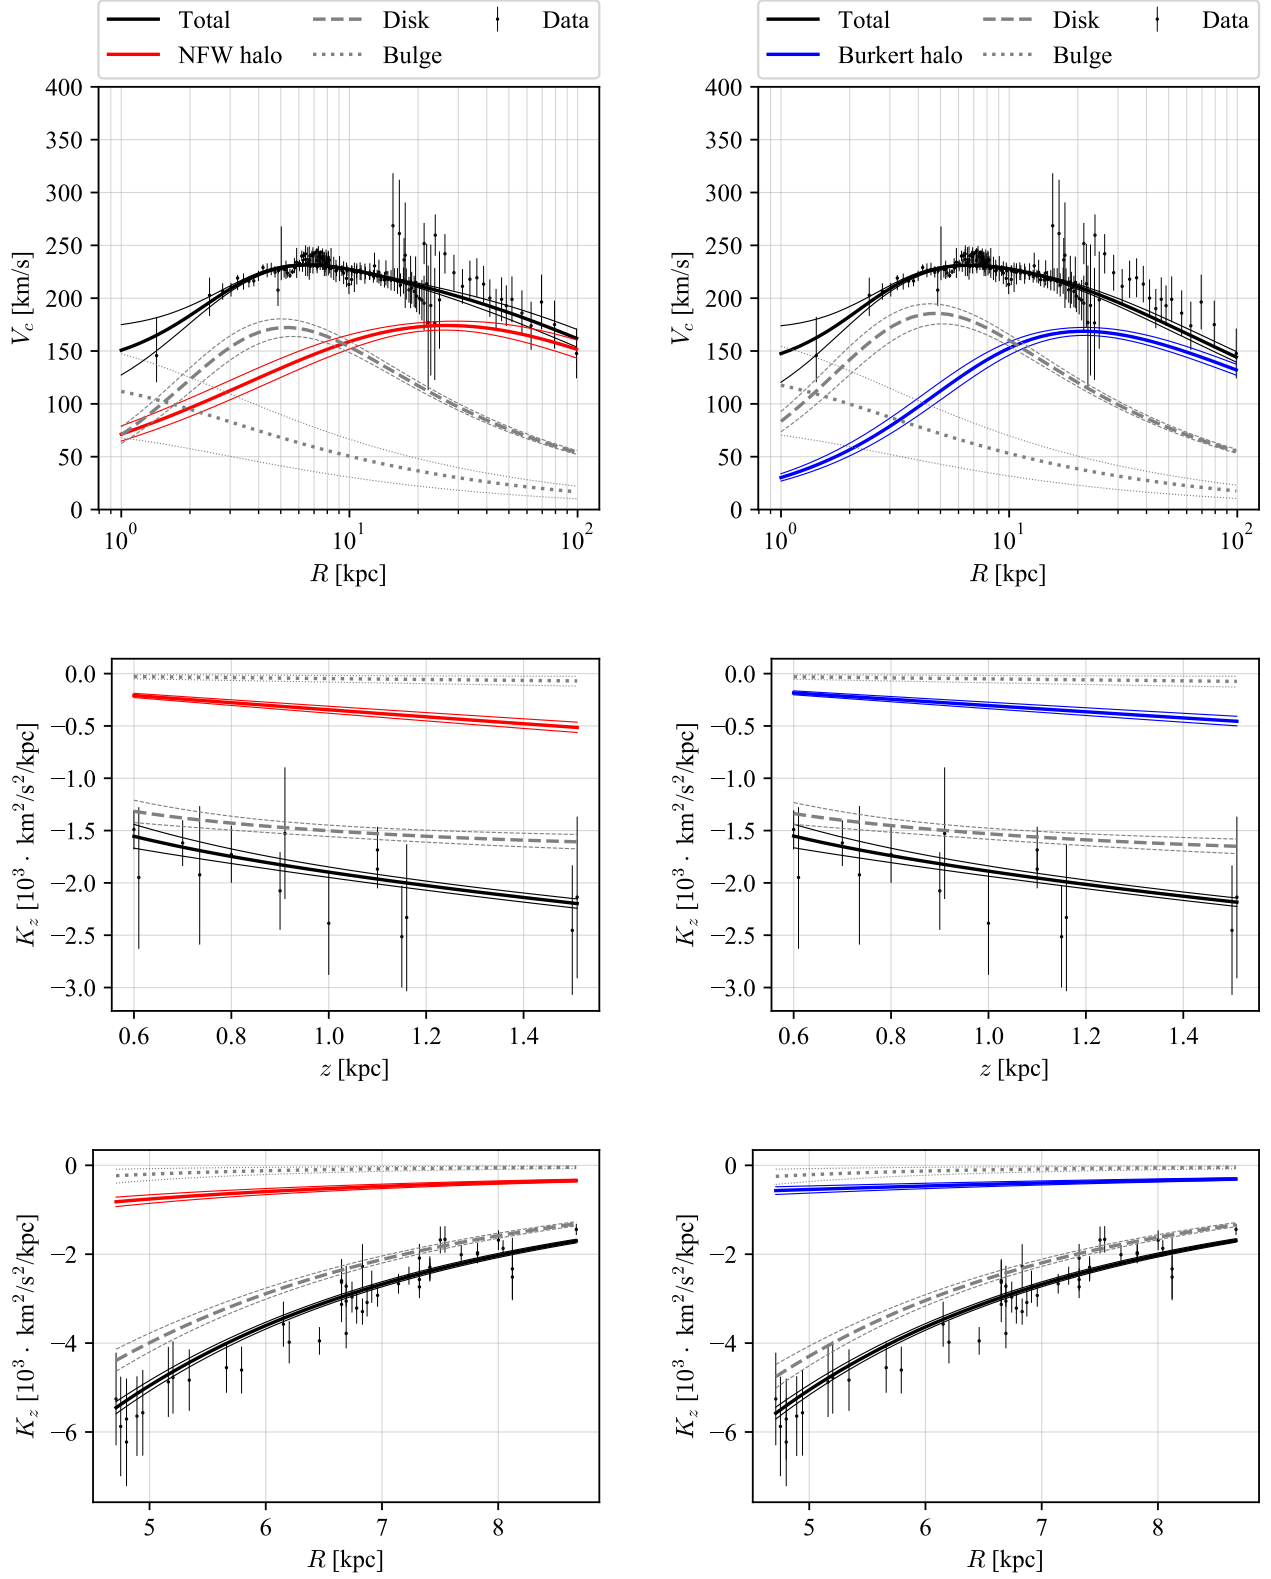 Total Disk Data
NFW halo Bulge
Total Disk Data
Burkert halo Bulge
400
350
300
250
200
150
100
50
0
V_c [km/s]
10^0 10^1 10^2
R [kpc]
400
350
300
250
200
150
100
50
0
V_c [km/s]
10^0 10^1 10^2
R [kpc]
0.0
−0.5
−1.0
−1.5
−2.0
−2.5
−3.0
K_z [10^3 · km^2/s^2/kpc]
0.6 0.8 1.0 1.2 1.4
z [kpc]
0.0
−0.5
−1.0
−1.5
−2.0
−2.5
−3.0
K_z [10^3 · km^2/s^2/kpc]
0.6 0.8 1.0 1.2 1.4
z [kpc]
0
−2
−4
−6
K_z [10^3 · km^2/s^2/kpc]
5 6 7 8
R [kpc]
0
−2
−4
−6
K_z [10^3 · km^2/s^2/kpc]
5 6 7 8
R [kpc]